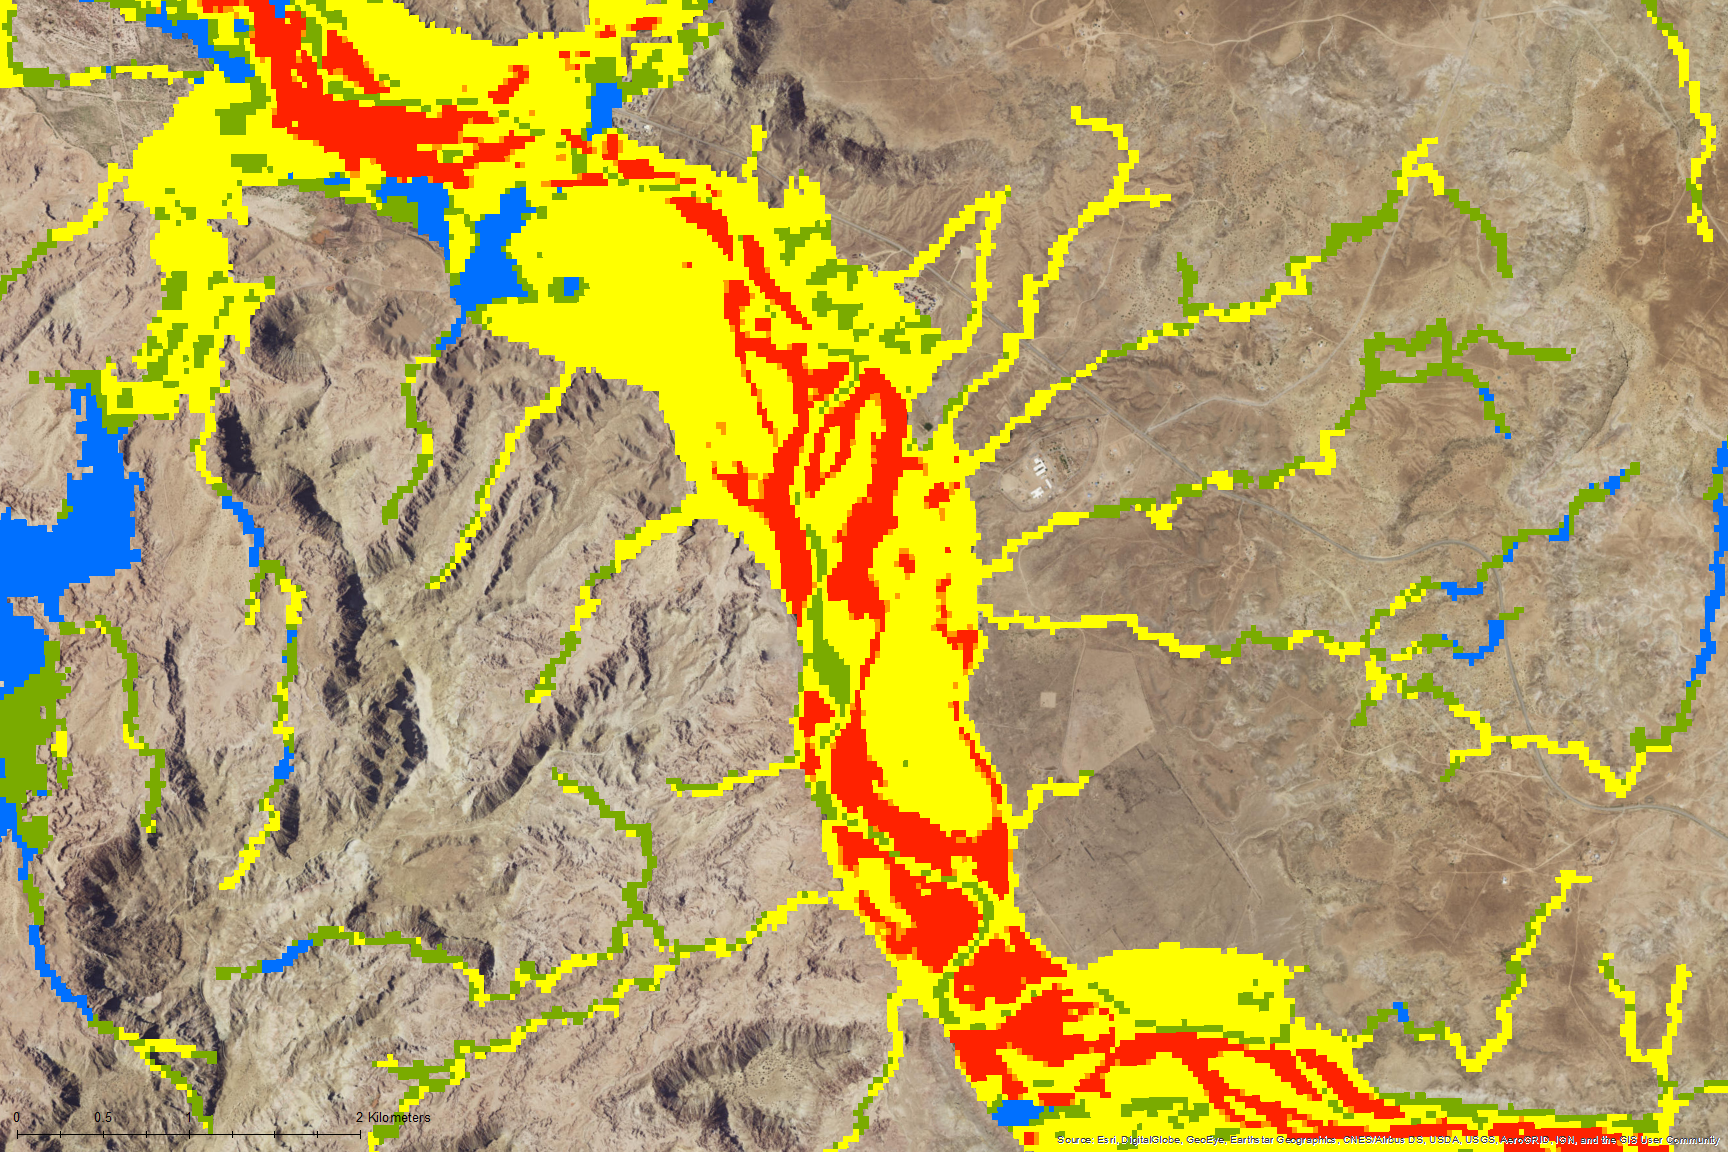 0 0.5 1 2 Kilometers
Source: Esri, DigitalGlobe, GeoEye, Earthstar Geographics, CNES/Airbus DS, USDA, USGS, AeroGRID, IGN, and the GIS User Community